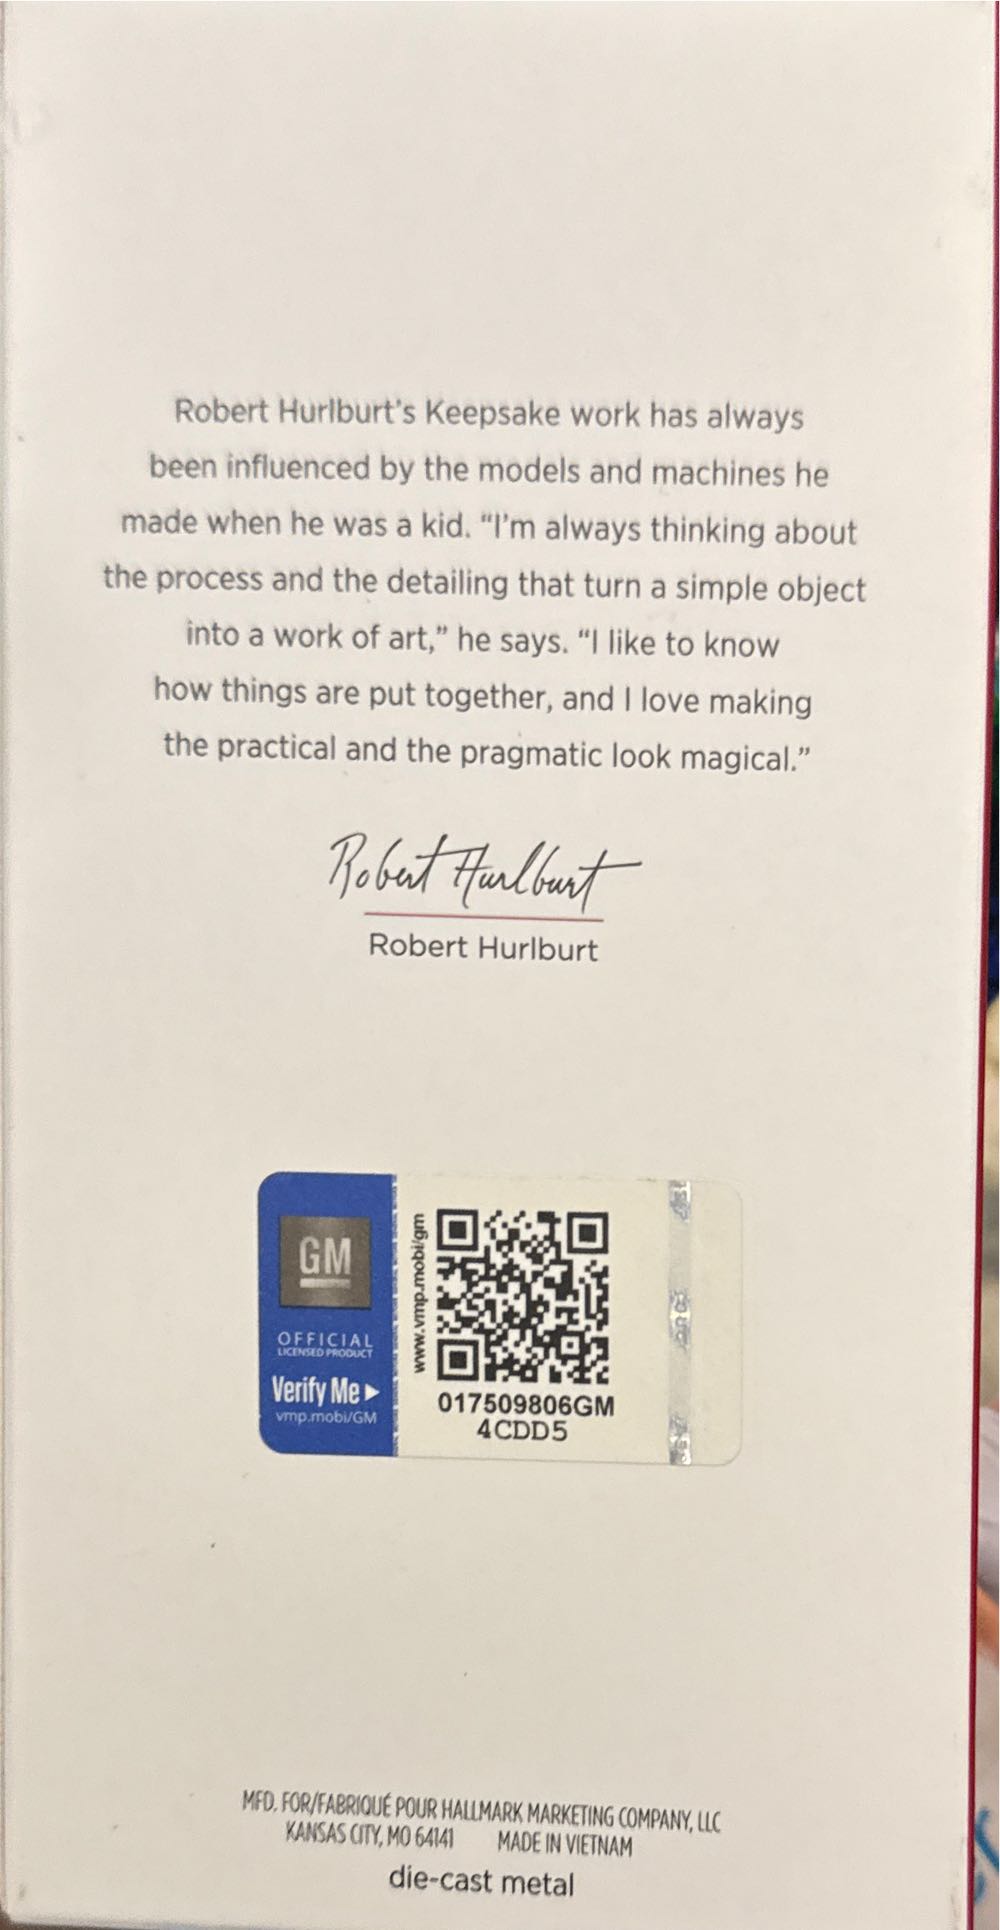 Robert Hurlburt's Keepsake work has always
been influenced by the models and machines he
made when he was a kid. "I'm always thinking about
the process and the detailing that turn a simple object
into a work of art," he says. "I like to know
how things are put together, and I love making
the practical and the pragmatic look magical."
Robert Hurlburt
Robert Hurlburt
GM
OFFICIAL
LICENSED PRODUCT
Verify Me
vmp.mobi/GM
www.vmp.mobi/gm
017509806GM
4CDD5
MFD. FOR/FABRIQUÉ POUR HALLMARK MARKETING COMPANY, LLC
KANSAS CITY, MO 64141 MADE IN VIETNAM
die-cast metal